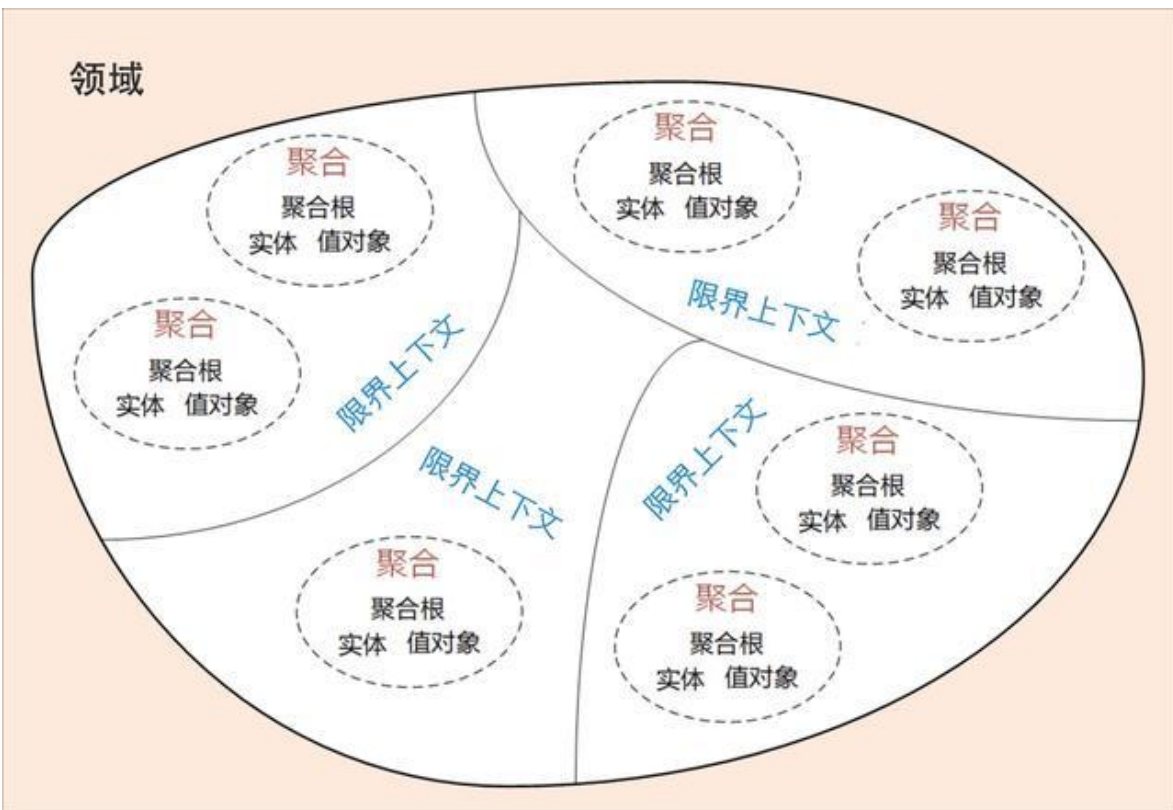 领域
聚合
聚合根
实体 值对象
聚合
聚合根
实体 值对象
限界上下文
聚合
聚合根
实体 值对象
聚合
聚合根
实体 值对象
限界上下文
限界上下文
聚合
聚合根
实体 值对象
限界上下文
聚合
聚合根
实体 值对象
聚合
聚合根
实体 值对象